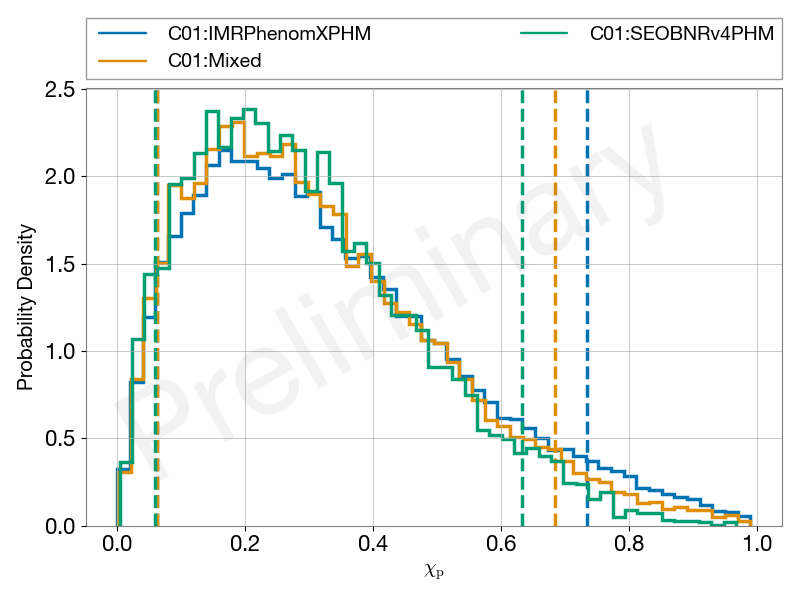 C01:IMRPhenomXPHM
C01:SEOBNRv4PHM
C01:Mixed
2.5
2.0
1.5
1.0
0.5
0.0
Probability Density
Preliminary
0.0 0.2 0.4 0.6 0.8 1.0
χp